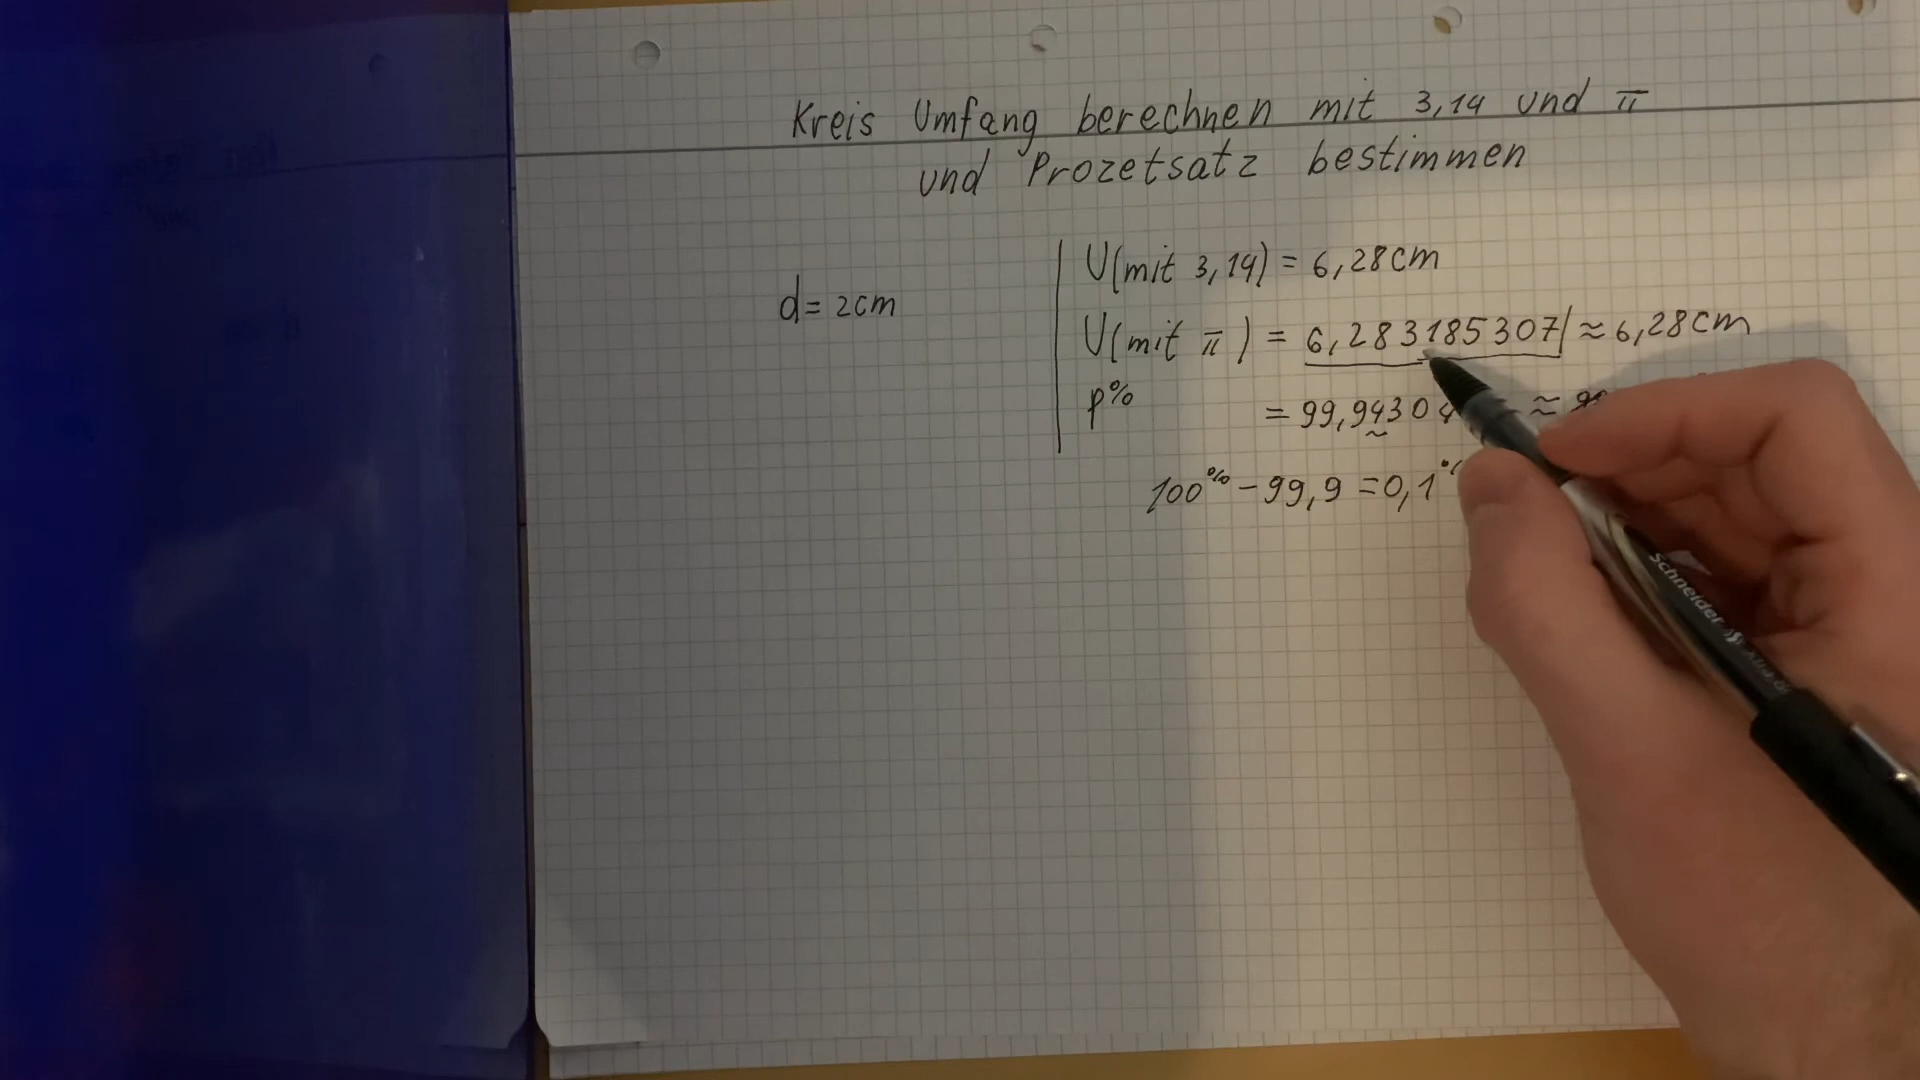 Kreis Umfang berechnen mit 3,14 und π
und Prozetsatz bestimmen
d = 2cm
U(mit 3,14) = 6,28cm
U(mit π) = 6,283185307 ≈ 6,28cm
p% = 99,9430 ≈
100% - 99,9 = 0,1%
Schneider